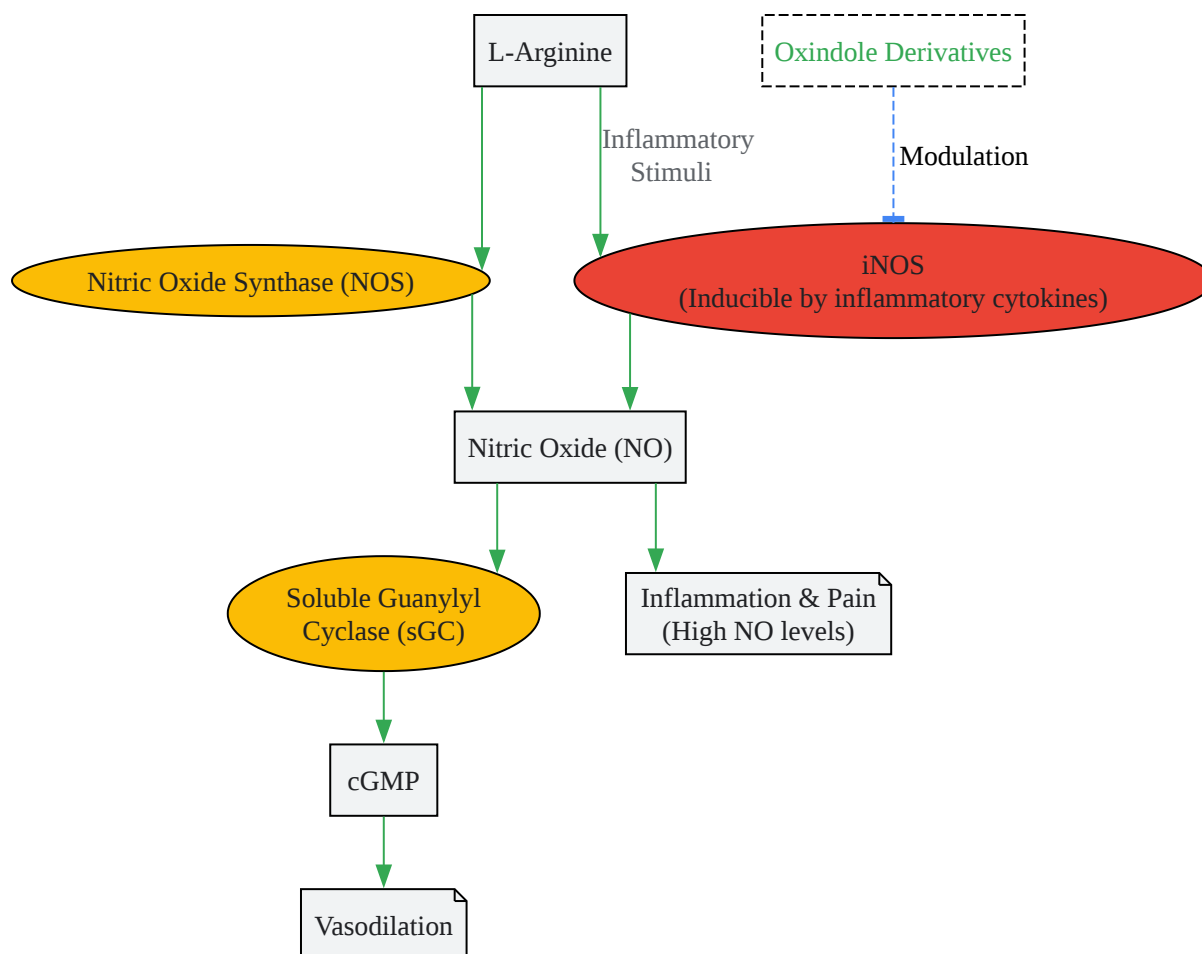 L-Arginine
Oxindole Derivatives
Inflammatory
Stimuli
Modulation
Nitric Oxide Synthase (NOS)
iNOS
(Inducible by inflammatory cytokines)
Nitric Oxide (NO)
Soluble Guanylyl
Cyclase (sGC)
Inflammation & Pain
(High NO levels)
cGMP
Vasodilation